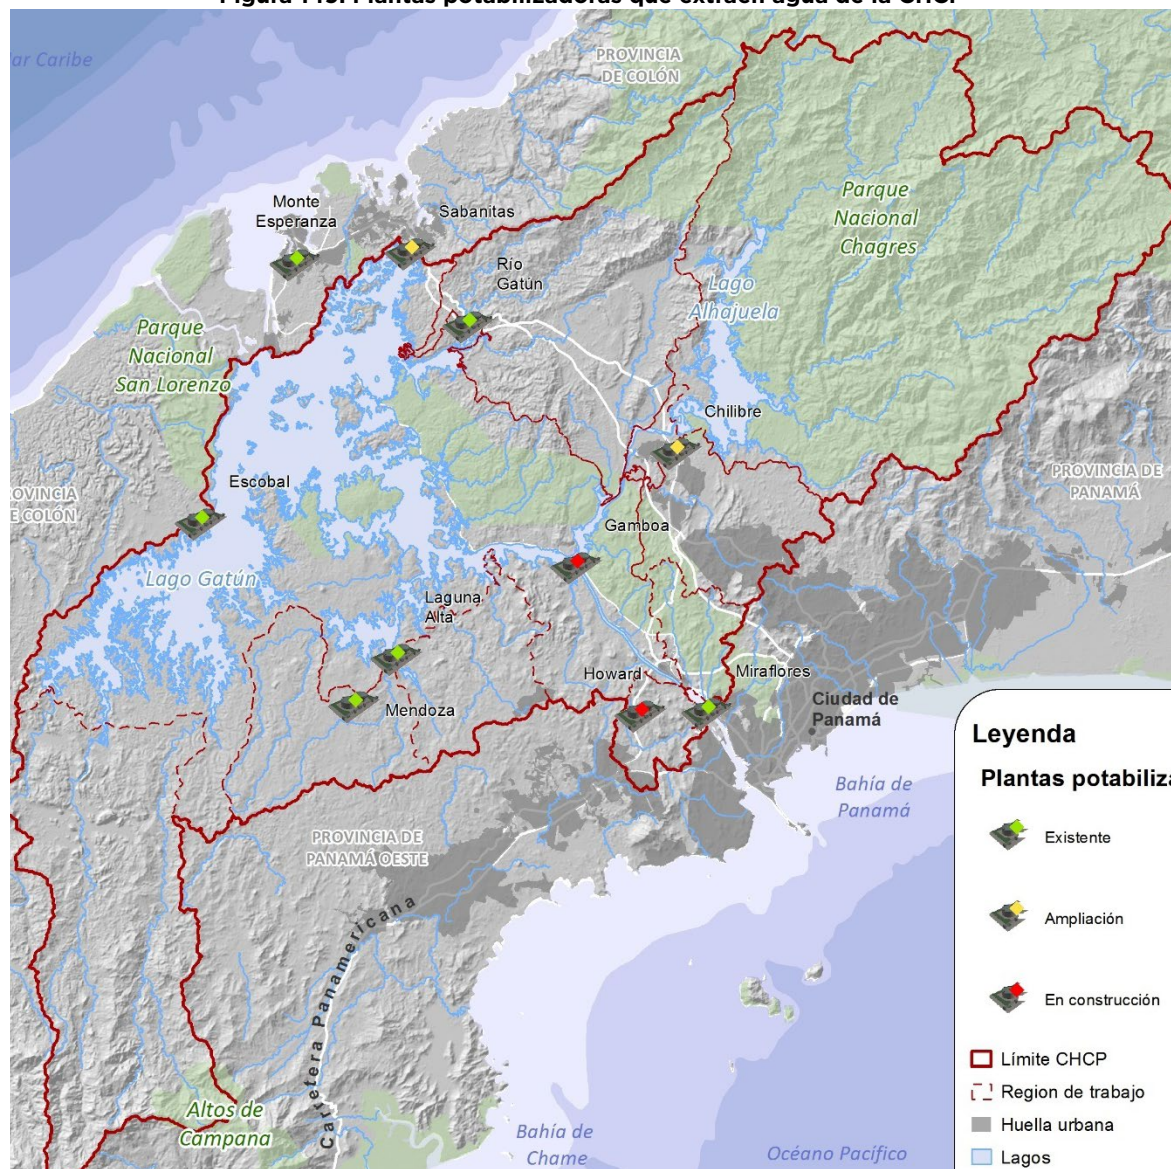 Plantas potabilizadoras que extraen agua de la CHCP
ar Caribe
PROVINCIA
DE COLÓN
Parque
Nacional
Chagres
Monte
Esperanza
Sabanitas
Río
Gatún
Lago
Alhajuela
Parque
Nacional
San Lorenzo
Chilibre
PROVINCIA DE
PANAMÁ
Escobal
OVINCIA
E COLÓN
Gamboa
Lago Gatún
Laguna
Alta
Howard
Miraflores
Mendoza
Ciudad de
Panamá
Bahía de
Panamá
PROVINCIA DE
PANAMÁ OESTE
Carretera Panamericana
Altos de
Campana
Bahía de
Chame
Océano Pacífico
Leyenda
Plantas potabiliza
Existente
Ampliación
En construcción
Límite CHCP
Region de trabajo
Huella urbana
Lagos